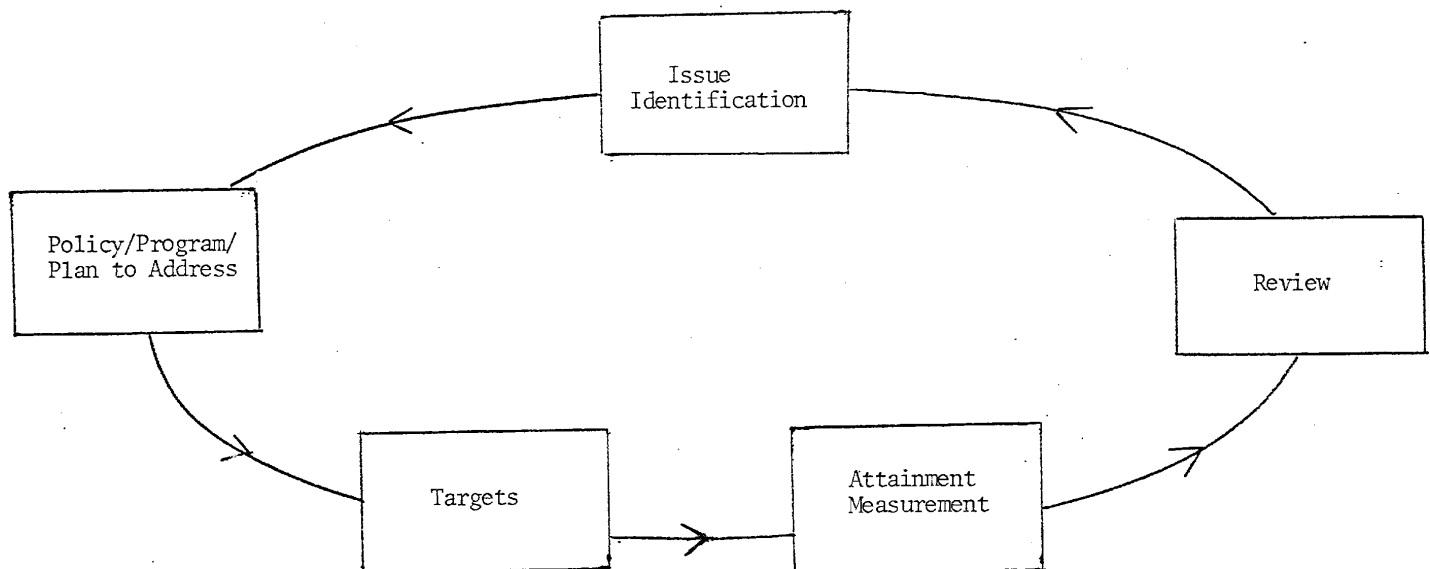 Issue
Identification
Policy/Program/
Plan to Address
Review
Targets
Attainment
Measurement